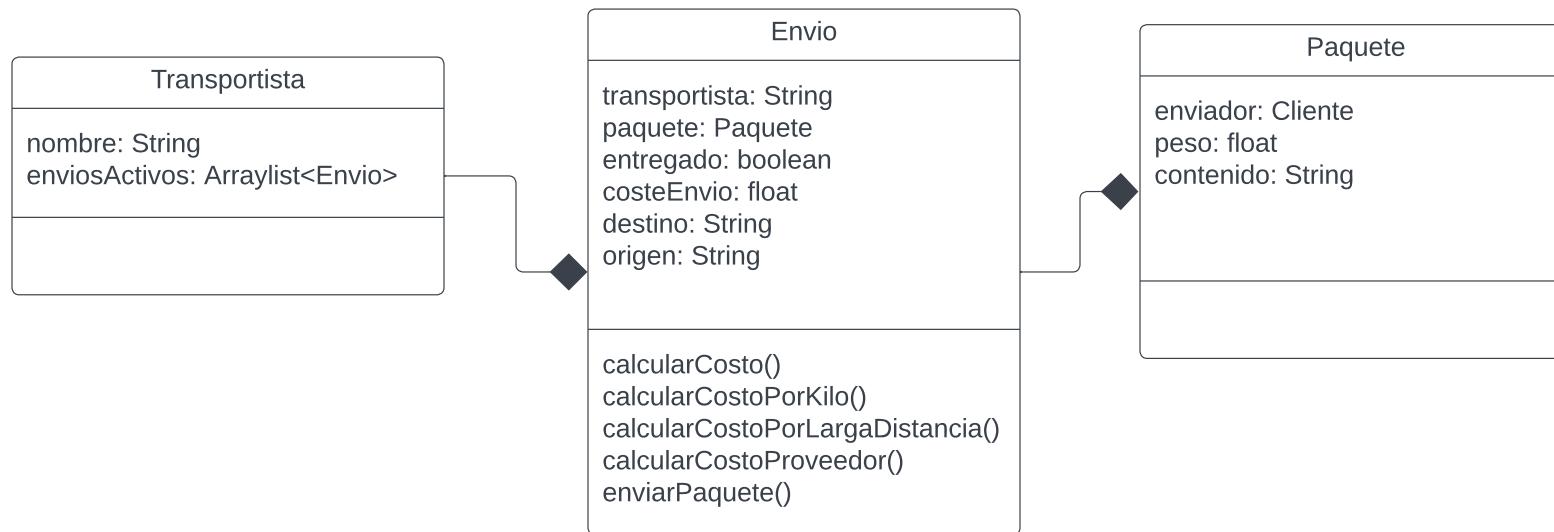 Transportista
nombre: String
enviosActivos: Arraylist<Envio>
Envio
transportista: String
paquete: Paquete
entregado: boolean
costeEnvio: float
destino: String
origen: String
calcularCosto()
calcularCostoPorKilo()
calcularCostoPorLargaDistancia()
calcularCostoProveedor()
enviarPaquete()
Paquete
enviador: Cliente
peso: float
contenido: String